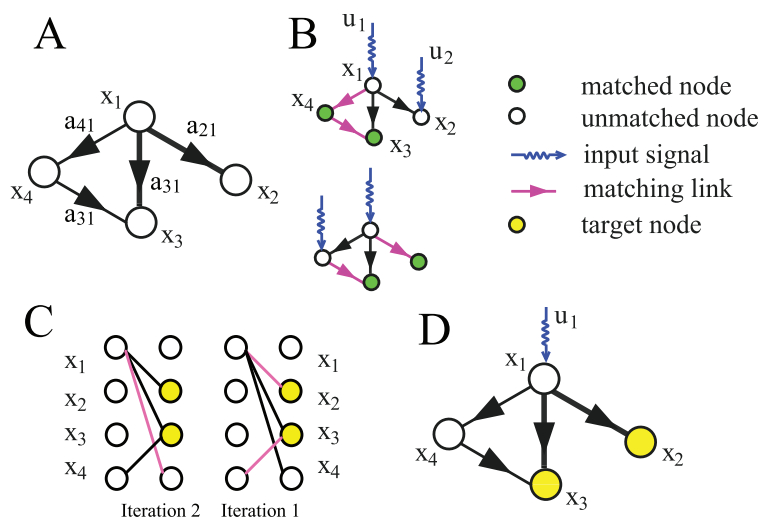 A
x1
a41
a21
a31
x4
a31
x3
x2
B
u1
u2
x1
x4
x3
x2
matched node
unmatched node
input signal
matching link
target node
C
x1 x1
x2 x2
x3 x3
x4 x4
Iteration 2 Iteration 1
D
u1
x1
x4
x3
x2